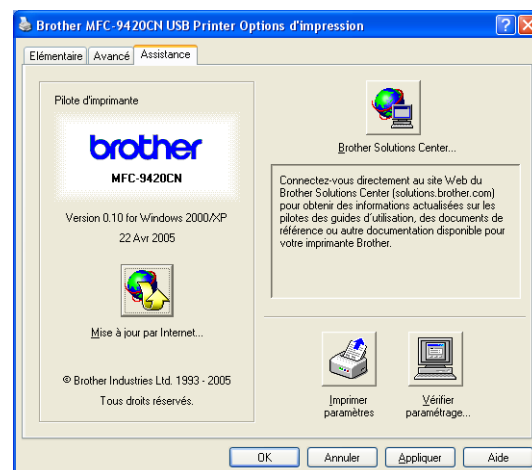 Brother MFC-9420CN USB Printer Options d'impression
Elémentaire Avancé Assistance
Pilote d'imprimante
brother
MFC-9420CN
Version 0.10 for Windows 2000/XP
22 Avr 2005
Mise à jour par Internet...
© Brother Industries Ltd. 1993 - 2005
Tous droits réservés.
Brother Solutions Center...
Connectez-vous directement au site Web du
Brother Solutions Center (solutions.brother.com)
pour obtenir des informations actualisées sur les
pilotes des guides d'utilisation, des documents de
référence ou autre documentation disponible pour
votre imprimante Brother.
Imprimer
paramètres
Vérifier
paramétrage...
OK Annuler Appliquer Aide